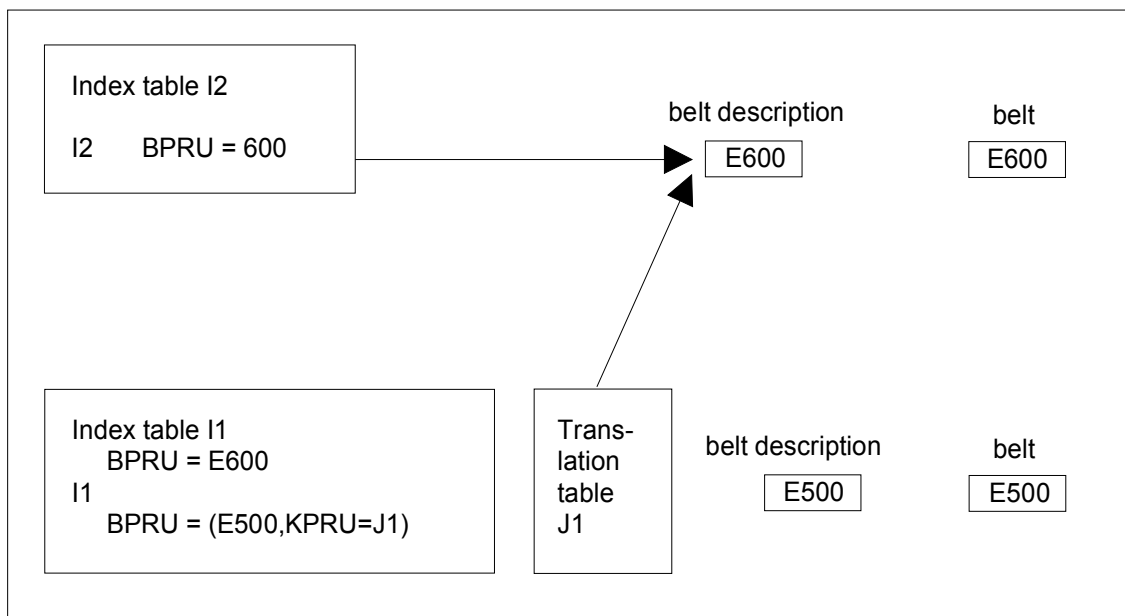 Index table I2
I2 BPRU = 600
belt description
E600
belt
E600
Index table I1
BPRU = E600
I1
BPRU = (E500,KPRU=J1)
Trans-
lation
table
J1
belt description
E500
belt
E500